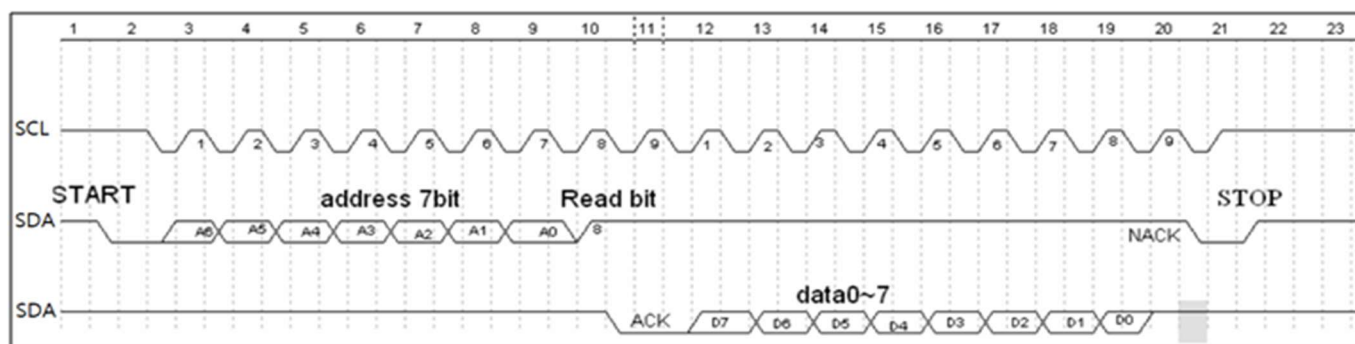 1 2 3 4 5 6 7 8 9 10 11 12 13 14 15 16 17 18 19 20 21 22 23
SCL 1 2 3 4 5 6 7 8 9 1 2 3 4 5 6 7 8 9
START address 7bit Read bit STOP
SDA A6 A5 A4 A3 A2 A1 A0 8 NACK
data0~7
SDA ACK D7 D6 D5 D4 D3 D2 D1 D0